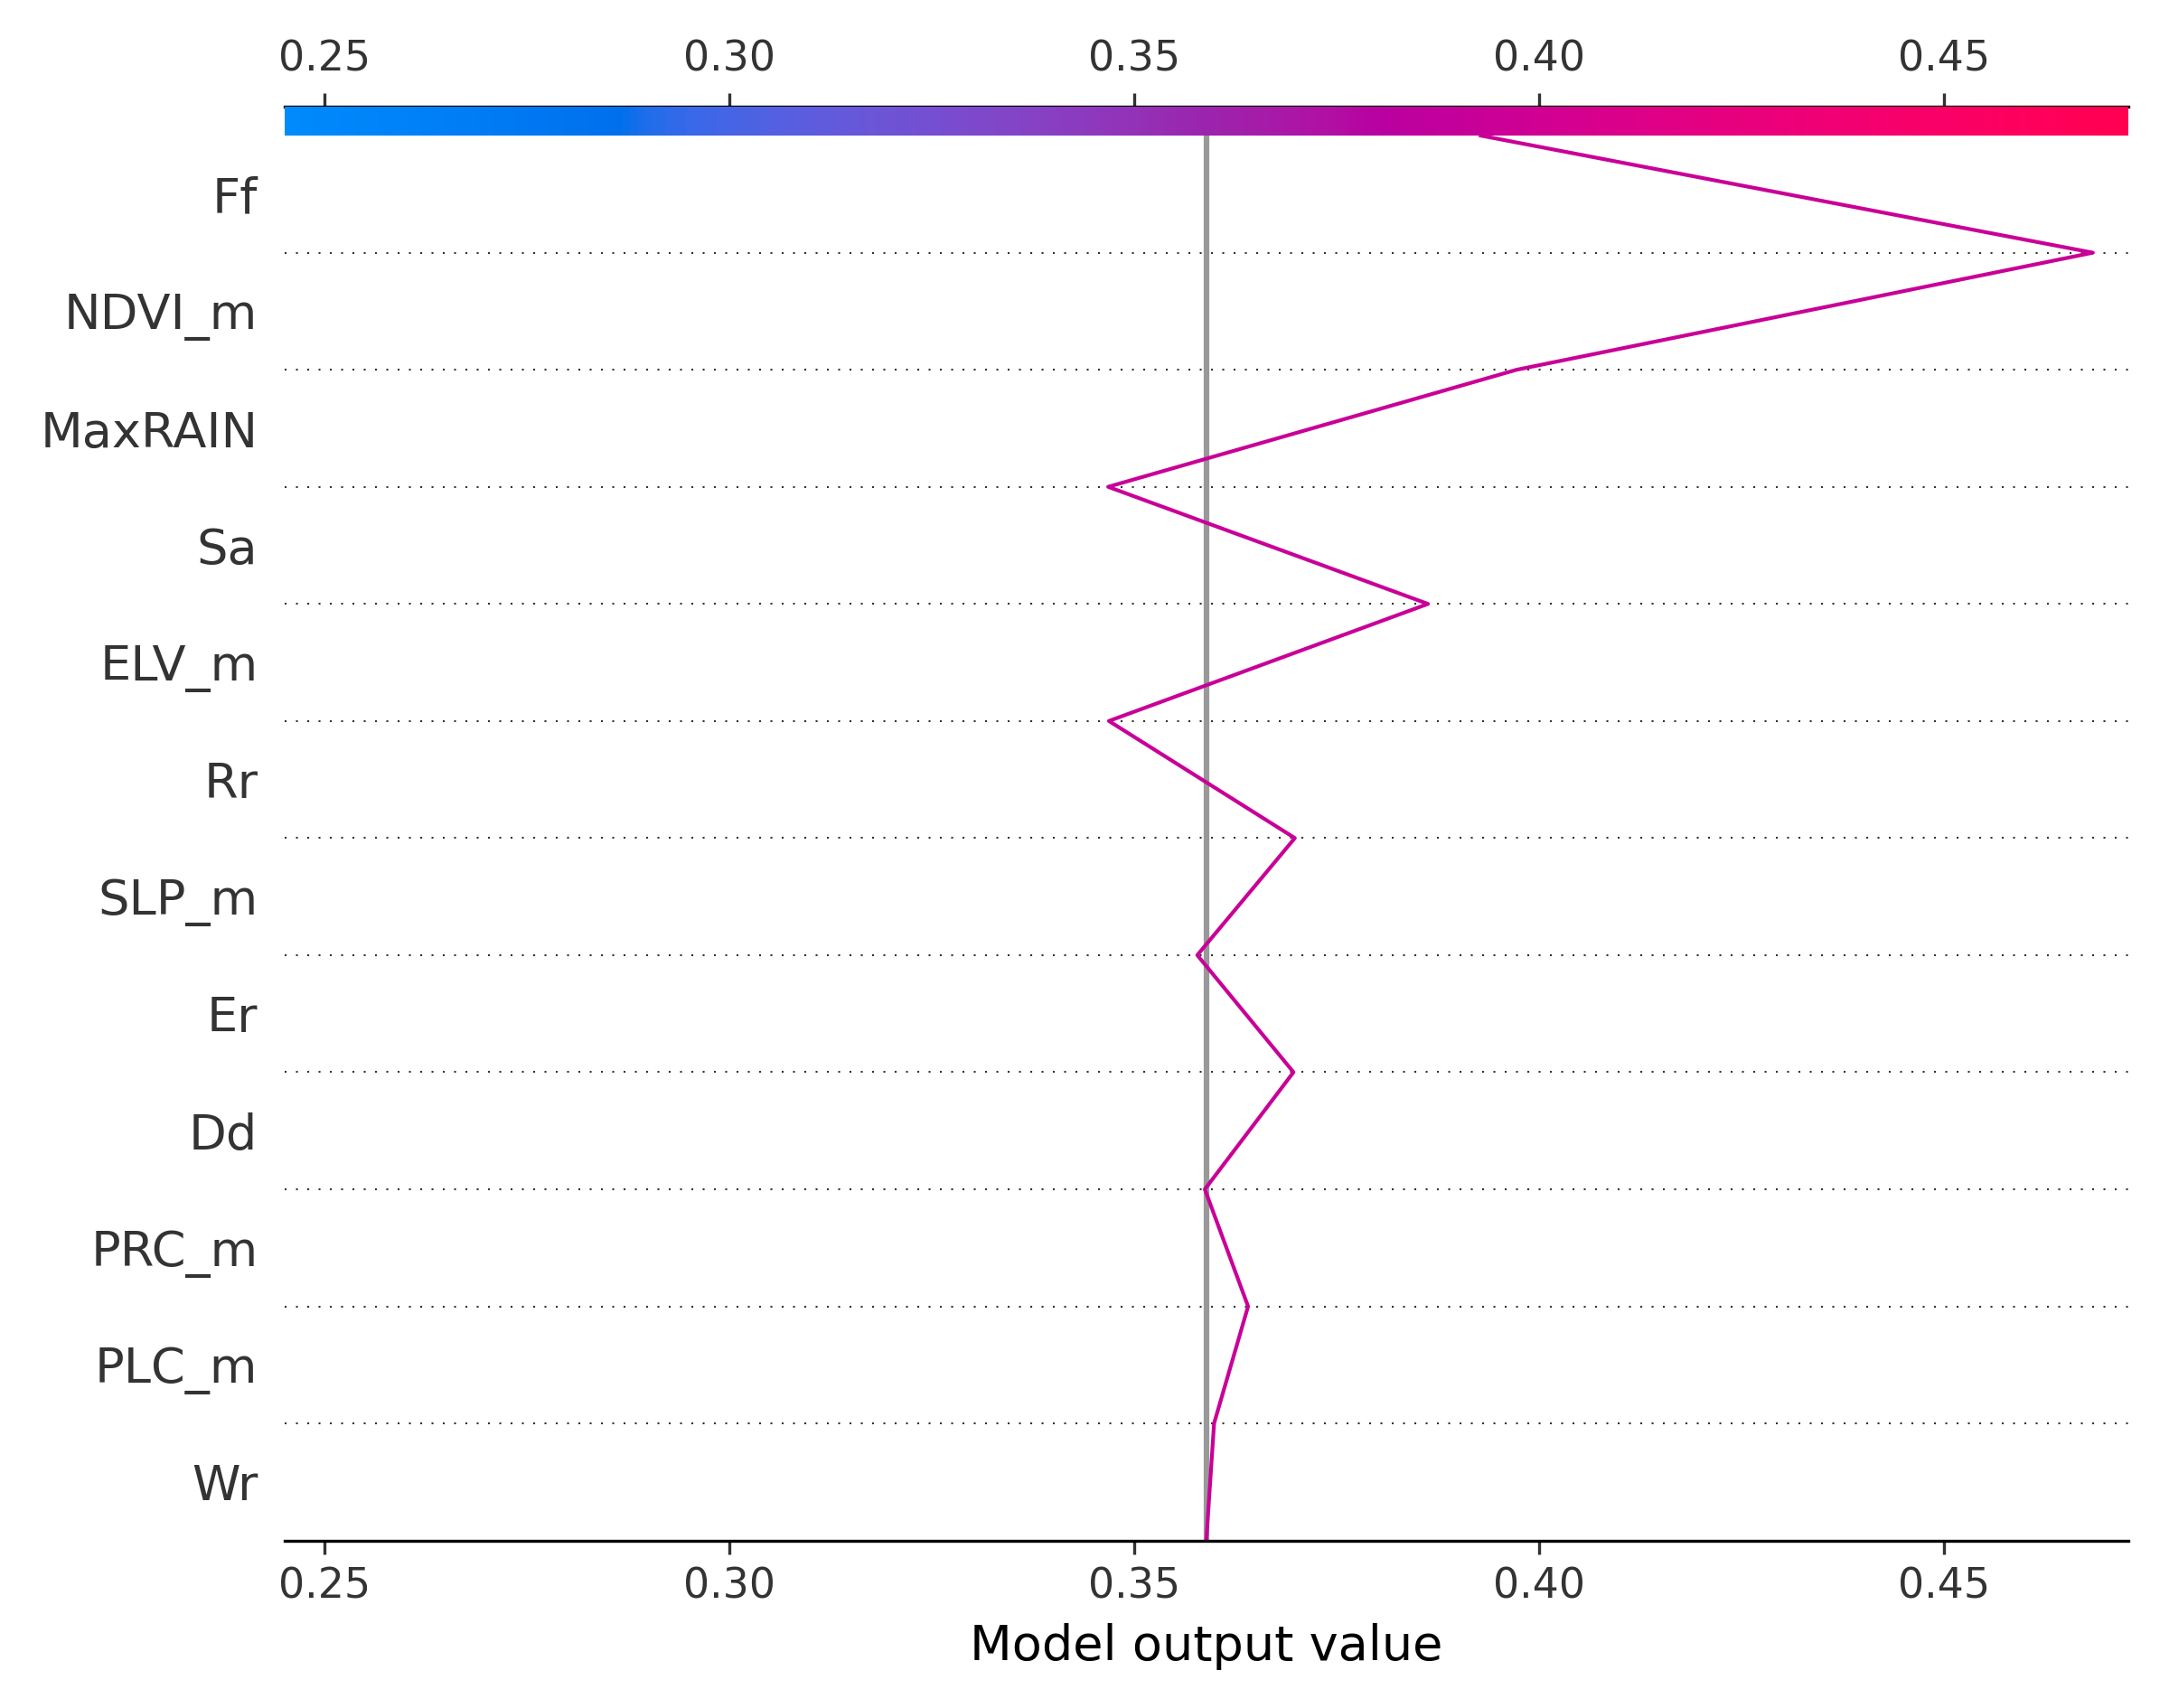 0.25 0.30 0.35 0.40 0.45
Ff
NDVI_m
MaxRAIN
Sa
ELV_m
Rr
SLP_m
Er
Dd
PRC_m
PLC_m
Wr
0.25 0.30 0.35 0.40 0.45
Model output value